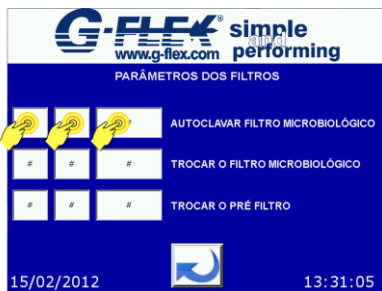 G-FLEX® simple
and
www.g-flex.com performing
PARÂMETROS DOS FILTROS
# AUTOCLAVAR FILTRO MICROBIOLÓGICO
# # # TROCAR O FILTRO MICROBIOLÓGICO
# # # TROCAR O PRÉ FILTRO
15/02/2012 13:31:05